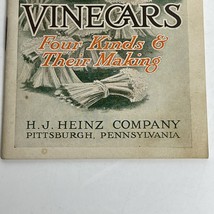 VINEGARS
Four Kinds &
Their Making
H. J. HEINZ COMPANY
PITTSBURGH, PENNSYLVANIA